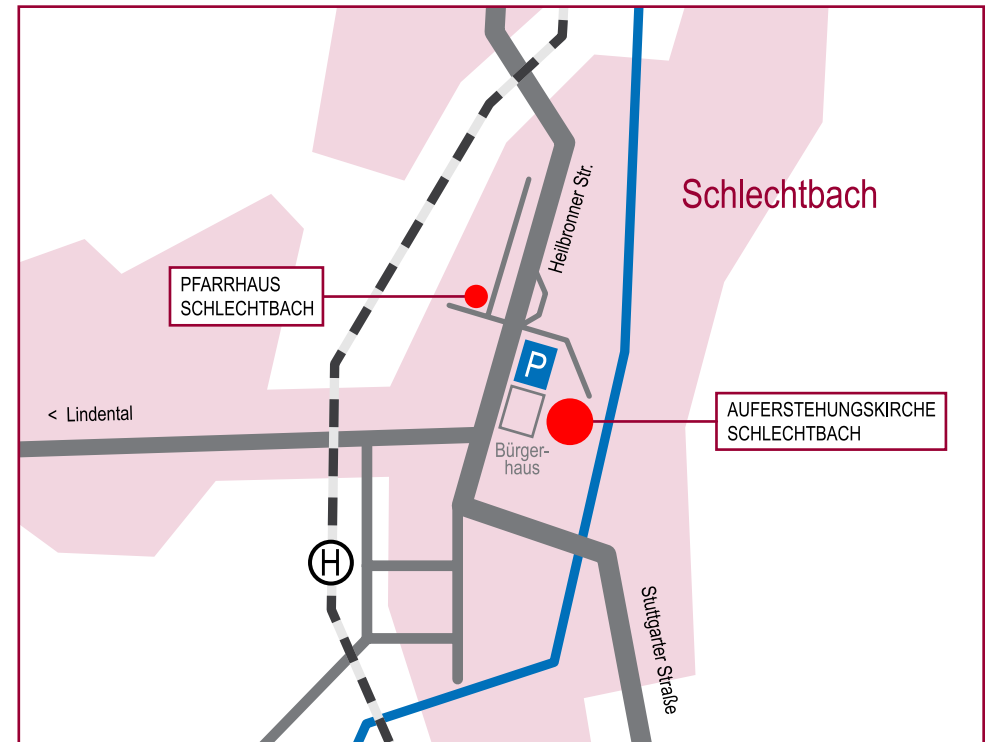 Schlechtbach
Heilbronner Str.
PFARRHAUS
SCHLECHTBACH
P
< Lindental
AUFERSTEHUNGSKIRCHE
SCHLECHTBACH
Bürger-
haus
H
Stuttgarter Straße